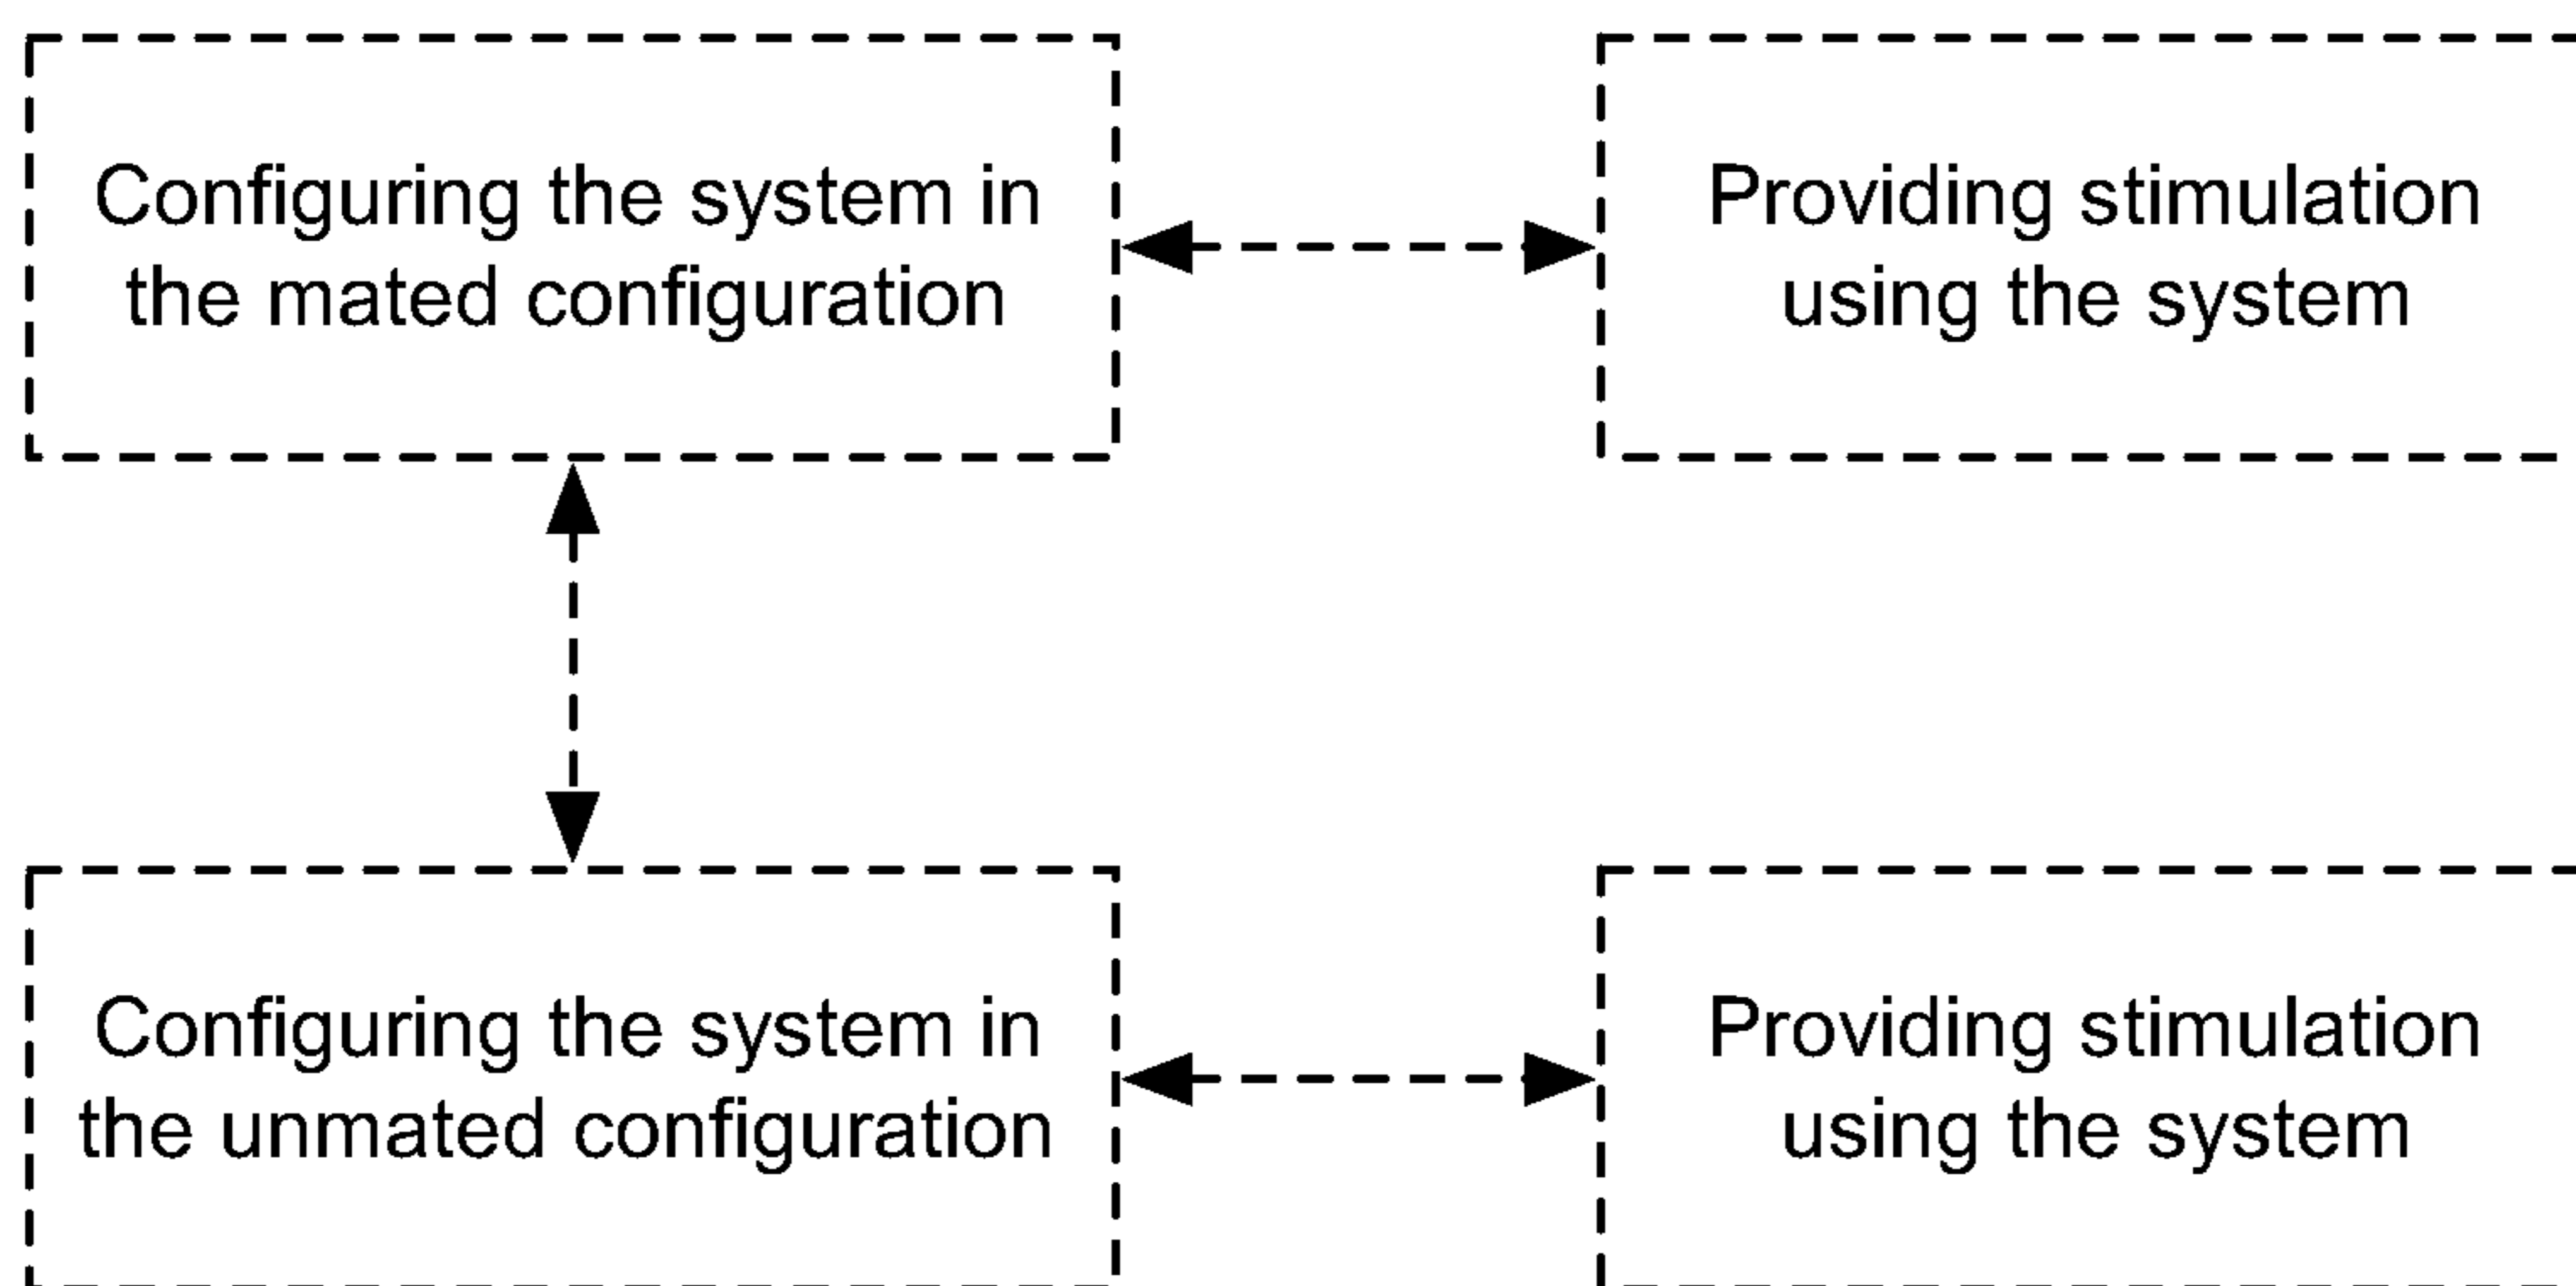 Configuring the system in
the mated configuration
Providing stimulation
using the system
Configuring the system in
the unmated configuration
Providing stimulation
using the system